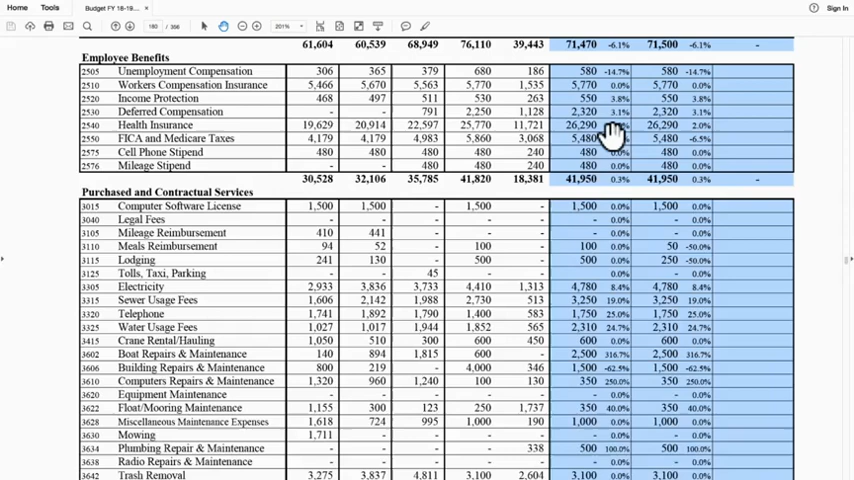 Home Tools Budget FY 18-19.... × ? Sign In
180 / 356 201%
61,604 60,539 68,949 76,110 39,443 71,470 -6.1% 71,500 -6.1% -
Employee Benefits
2505 Unemployment Compensation 306 365 379 680 186 580 -14.7% 580 -14.7%
2510 Workers Compensation Insurance 5,466 5,670 5,563 5,770 1,535 5,770 0.0% 5,770 0.0%
2520 Income Protection 468 497 511 530 263 550 3.8% 550 3.8%
2530 Deferred Compensation - - 791 2,250 1,128 2,320 3.1% 2,320 3.1%
2540 Health Insurance 19,629 20,914 22,597 25,770 11,721 26,290 26,290 2.0%
2550 FICA and Medicare Taxes 4,179 4,179 4,983 5,860 3,068 5,480 5,480 -6.5%
2575 Cell Phone Stipend 480 480 480 480 240 480 0.0% 480 0.0%
2576 Mileage Stipend - - 480 480 240 480 0.0% 480 0.0%
30,528 32,106 35,785 41,820 18,381 41,950 0.3% 41,950 0.3% -
Purchased and Contractual Services
3015 Computer Software License 1,500 1,500 - 1,500 - 1,500 0.0% 1,500 0.0%
3040 Legal Fees - - - - - - 0.0% - 0.0%
3105 Mileage Reimbursement 410 441 - - - - 0.0% - 0.0%
3110 Meals Reimbursement 94 52 - 100 - 100 0.0% 50 -50.0%
3115 Lodging 241 130 - 500 - 500 0.0% 250 -50.0%
3125 Tolls, Taxi, Parking - - 45 - - 0.0% 0.0%
3305 Electricity 2,933 3,836 3,733 4,410 1,313 4,780 8.4% 4,780 8.4%
3315 Sewer Usage Fees 1,606 2,142 1,988 2,730 513 3,250 19.0% 3,250 19.0%
3320 Telephone 1,741 1,892 1,790 1,400 583 1,750 25.0% 1,750 25.0%
3325 Water Usage Fees 1,027 1,017 1,944 1,852 565 2,310 24.7% 2,310 24.7%
3415 Crane Rental/Hauling 1,050 510 300 600 450 600 0.0% 600 0.0%
3602 Boat Repairs & Maintenance 140 894 1,815 600 - 2,500 316.7% 2,500 316.7%
3606 Building Repairs & Maintenance 800 219 - 4,000 346 1,500 -62.5% 1,500 -62.5%
3610 Computers Repairs & Maintenance 1,320 960 1,240 100 130 350 250.0% 350 250.0%
3620 Equipment Maintenance - - - - - - 0.0% - 0.0%
3622 Float/Mooring Maintenance 1,155 300 123 250 1,737 350 40.0% 350 40.0%
3628 Miscellaneous Maintenance Expenses 1,618 724 995 1,000 190 1,000 0.0% 1,000 0.0%
3630 Mowing 1,711 - - - - - 0.0% - 0.0%
3634 Plumbing Repair & Maintenance - - - - 338 500 100.0% 500 100.0%
3638 Radio Repairs & Maintenance - - - - - - 0.0% - 0.0%
3642 Trash Removal 3,275 3,837 4,811 3,100 2,604 3,100 0.0% 3,100 0.0%